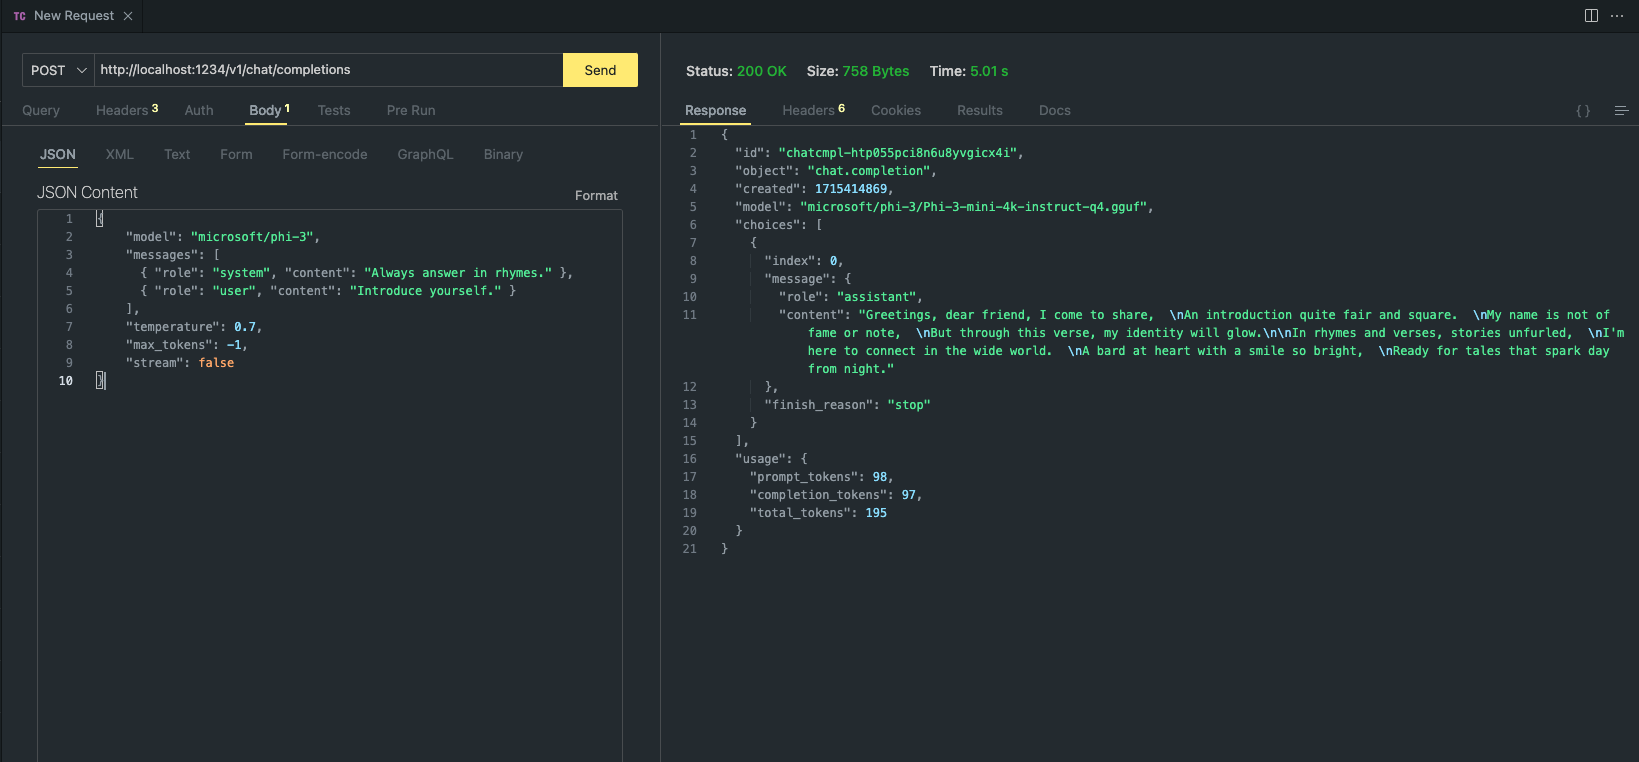 TC New Request
POST http://localhost:1234/v1/chat/completions Send
Query Headers 3 Auth Body 1 Tests Pre Run
JSON XML Text Form Form-encode GraphQL Binary
JSON Content
Format
1 {
2 "model": "microsoft/phi-3",
3 "messages": [
4 { "role": "system", "content": "Always answer in rhymes." },
5 { "role": "user", "content": "Introduce yourself." }
6 ],
7 "temperature": 0.7,
8 "max_tokens": -1,
9 "stream": false
10 }
Status: 200 OK Size: 758 Bytes Time: 5.01 s
Response Headers 6 Cookies Results Docs { }
1 {
2 "id": "chatcmpl-htp055pci8n6u8yvgicx4i",
3 "object": "chat.completion",
4 "created": 1715414869,
5 "model": "microsoft/phi-3/Phi-3-mini-4k-instruct-q4.gguf",
6 "choices": [
7 {
8 "index": 0,
9 "message": {
10 "role": "assistant",
11 "content": "Greetings, dear friend, I come to share,  \nAn introduction quite fair and square.  \nMy name is not of
fame or note,  \nBut through this verse, my identity will glow.\n\nIn rhymes and verses, stories unfurled,  \nI'm
here to connect in the wide world.  \nA bard at heart with a smile so bright,  \nReady for tales that spark day
from night."
12 },
13 "finish_reason": "stop"
14 }
15 ],
16 "usage": {
17 "prompt_tokens": 98,
18 "completion_tokens": 97,
19 "total_tokens": 195
20 }
21 }